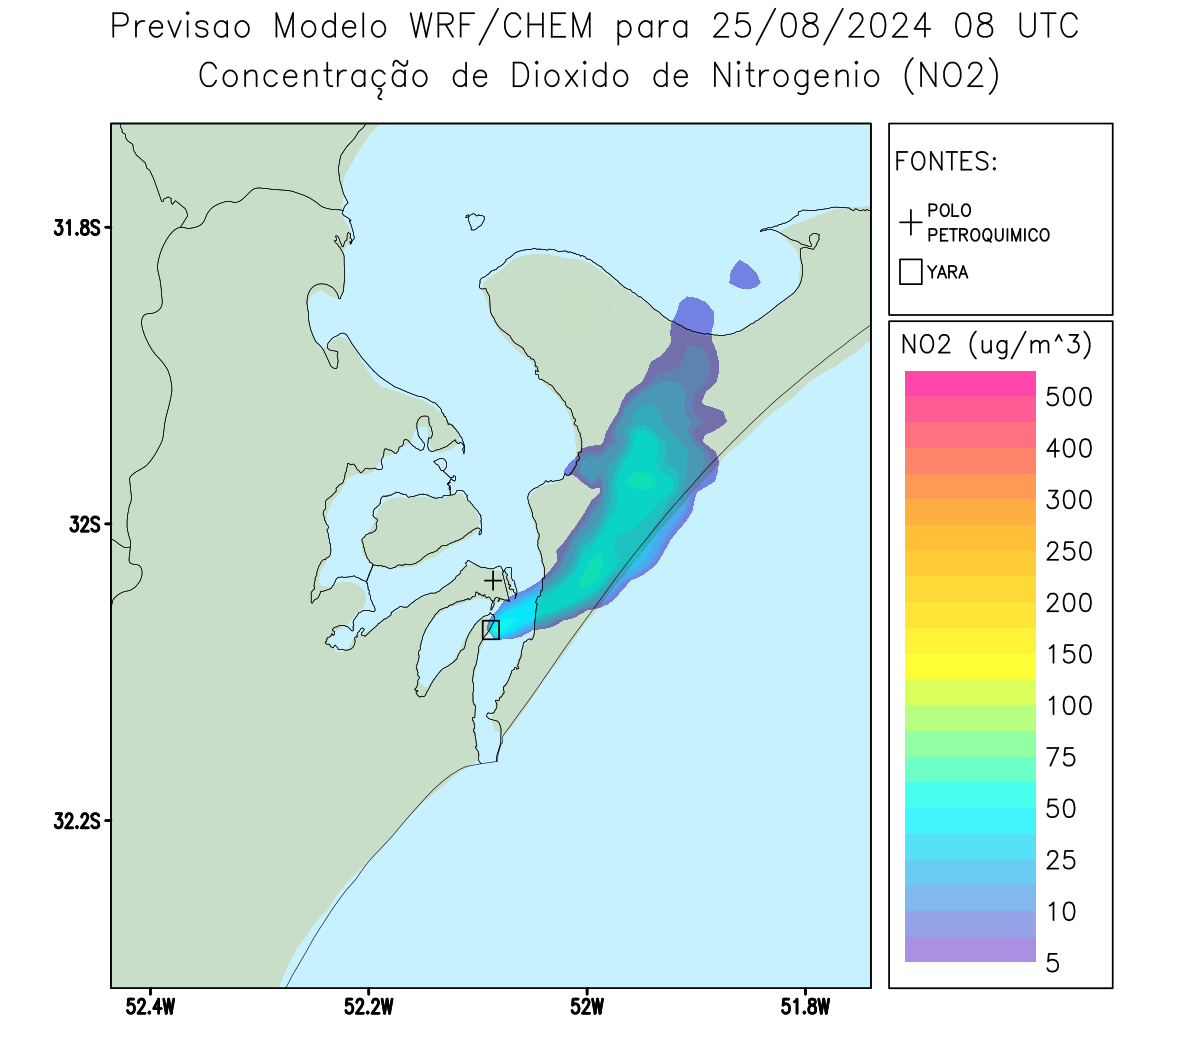 Previsao Modelo WRF/CHEM para 25/08/2024 08 UTC
Concentração de Dioxido de Nitrogenio (NO2)
FONTES:
POLO
PETROQUIMICO
YARA
31.8S
32S
32.2S
52.4W
52.2W
52W
51.8W
NO2 (ug/m^3)
500
400
300
250
200
150
100
75
50
25
10
5